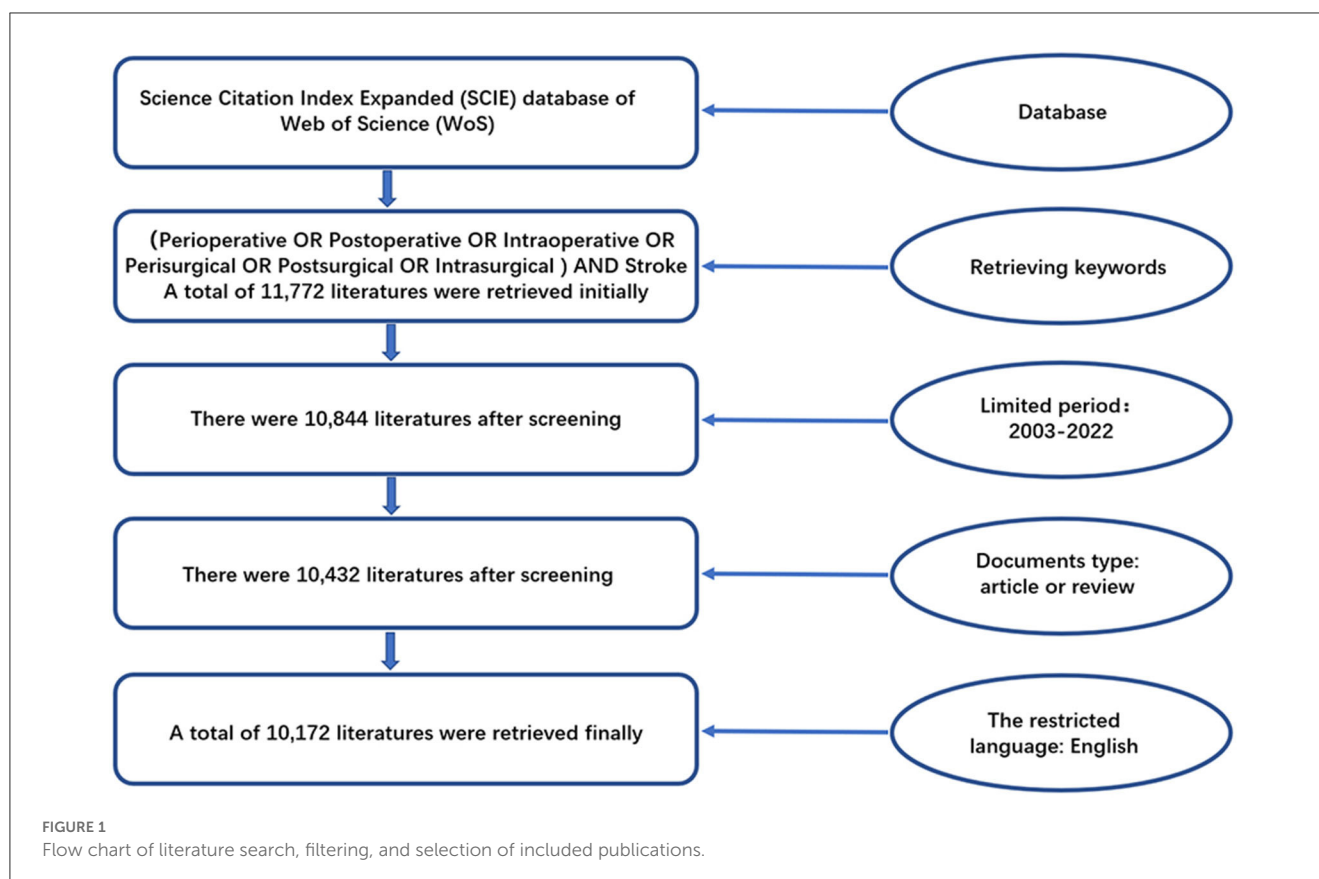 Science Citation Index Expanded (SCIE) database of
Web of Science (WoS)
Database
(Perioperative OR Postoperative OR Intraoperative OR
Perisurgical OR Postsurgical OR Intrasurgical ) AND Stroke
A total of 11,772 literatures were retrieved initially
Retrieving keywords
There were 10,844 literatures after screening
Limited period:
2003-2022
There were 10,432 literatures after screening
Documents type:
article or review
A total of 10,172 literatures were retrieved finally
The restricted
language: English
FIGURE 1
Flow chart of literature search, filtering, and selection of included publications.